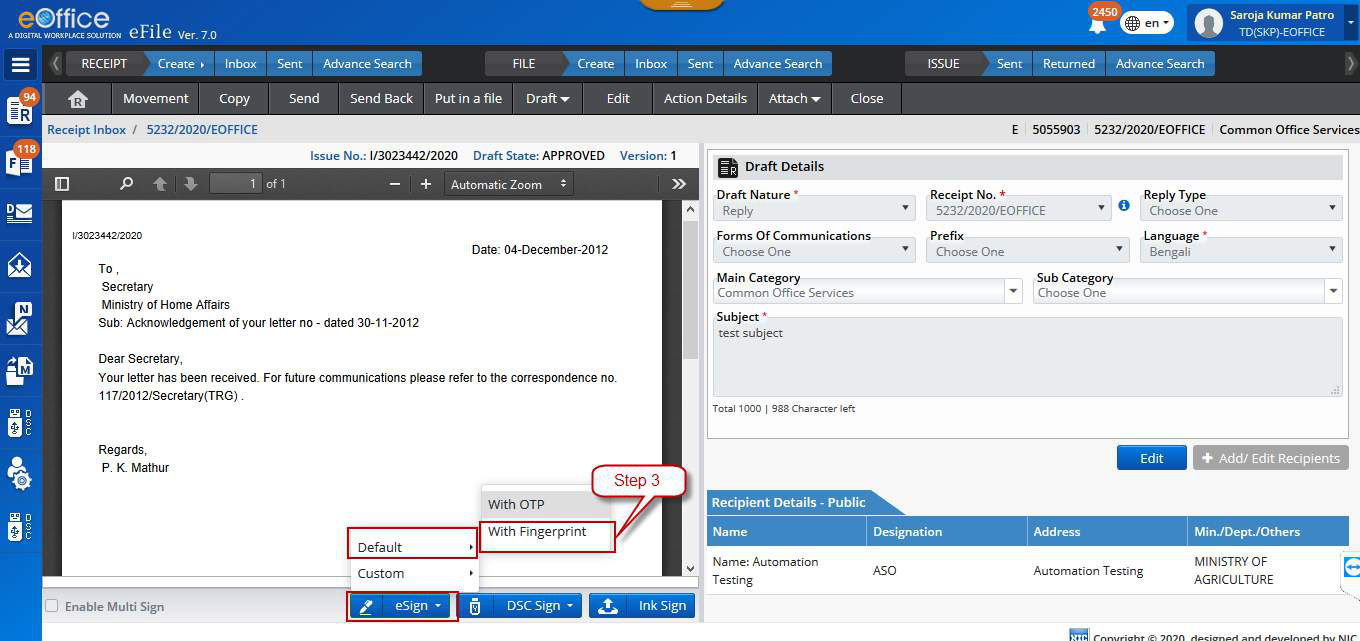 eOffice
A DIGITAL WORKPLACE SOLUTION eFile Ver. 7.0
2450
en
Saroja Kumar Patro
TD(SKP)-EOFFICE
RECEIPT Create Inbox Sent Advance Search
FILE Create Inbox Sent Advance Search
ISSUE Sent Returned Advance Search
94
R
118
F
D
N
M
DSC
DSC
R Movement Copy Send Send Back Put in a file Draft Edit Action Details Attach Close
Receipt Inbox / 5232/2020/EOFFICE
E 5055903 5232/2020/EOFFICE Common Office Services
Issue No.: I/3023442/2020 Draft State: APPROVED Version: 1
1 of 1 Automatic Zoom
I/3023442/2020
Date: 04-December-2012
To ,
Secretary
Ministry of Home Affairs
Sub: Acknowledgement of your letter no - dated 30-11-2012
Dear Secretary,
Your letter has been received. For future communications please refer to the correspondence no.
117/2012/Secretary(TRG) .
Regards,
P. K. Mathur
Step 3
With OTP
With Fingerprint
Default
Custom
Enable Multi Sign
eSign DSC Sign Ink Sign
Draft Details
Draft Nature * Receipt No. * Reply Type
Reply 5232/2020/EOFFICE Choose One
Forms Of Communications Prefix Language *
Choose One Choose One Bengali
Main Category Sub Category
Common Office Services Choose One
Subject *
test subject
Total 1000 | 988 Character left
Edit + Add/ Edit Recipients
Recipient Details - Public
Name Designation Address Min./Dept./Others
Name: Automation
Testing
ASO
Automation Testing
MINISTRY OF
AGRICULTURE
NIC Copyright © 2020, designed and developed by NIC